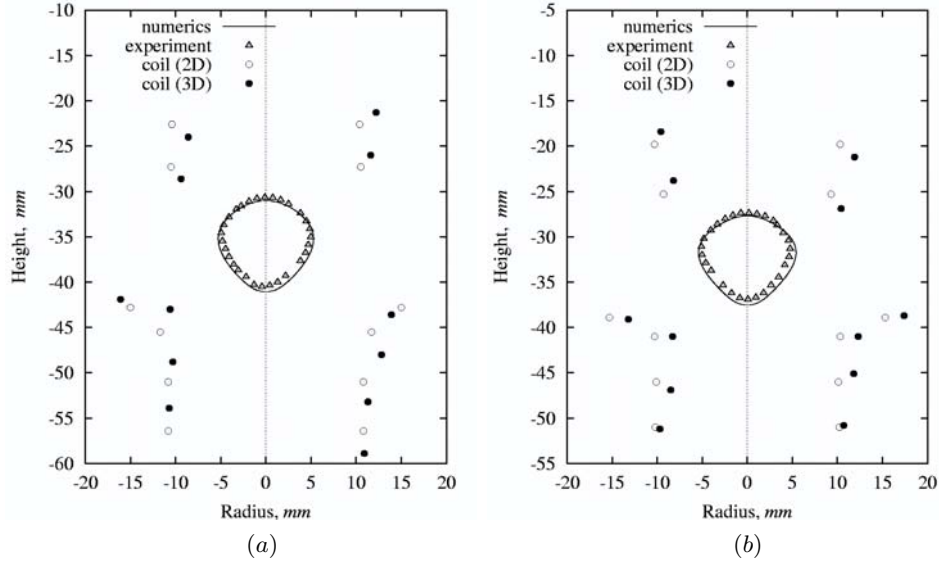 numerics
experiment
coil (2D)
coil (3D)
-10
-15
-20
-25
-30
-35
-40
-45
-50
-55
-60
Height, mm
-20 -15 -10 -5 0 5 10 15 20
Radius, mm
(a)
numerics
experiment
coil (2D)
coil (3D)
-5
-10
-15
-20
-25
-30
-35
-40
-45
-50
-55
Height, mm
-20 -15 -10 -5 0 5 10 15 20
Radius, mm
(b)